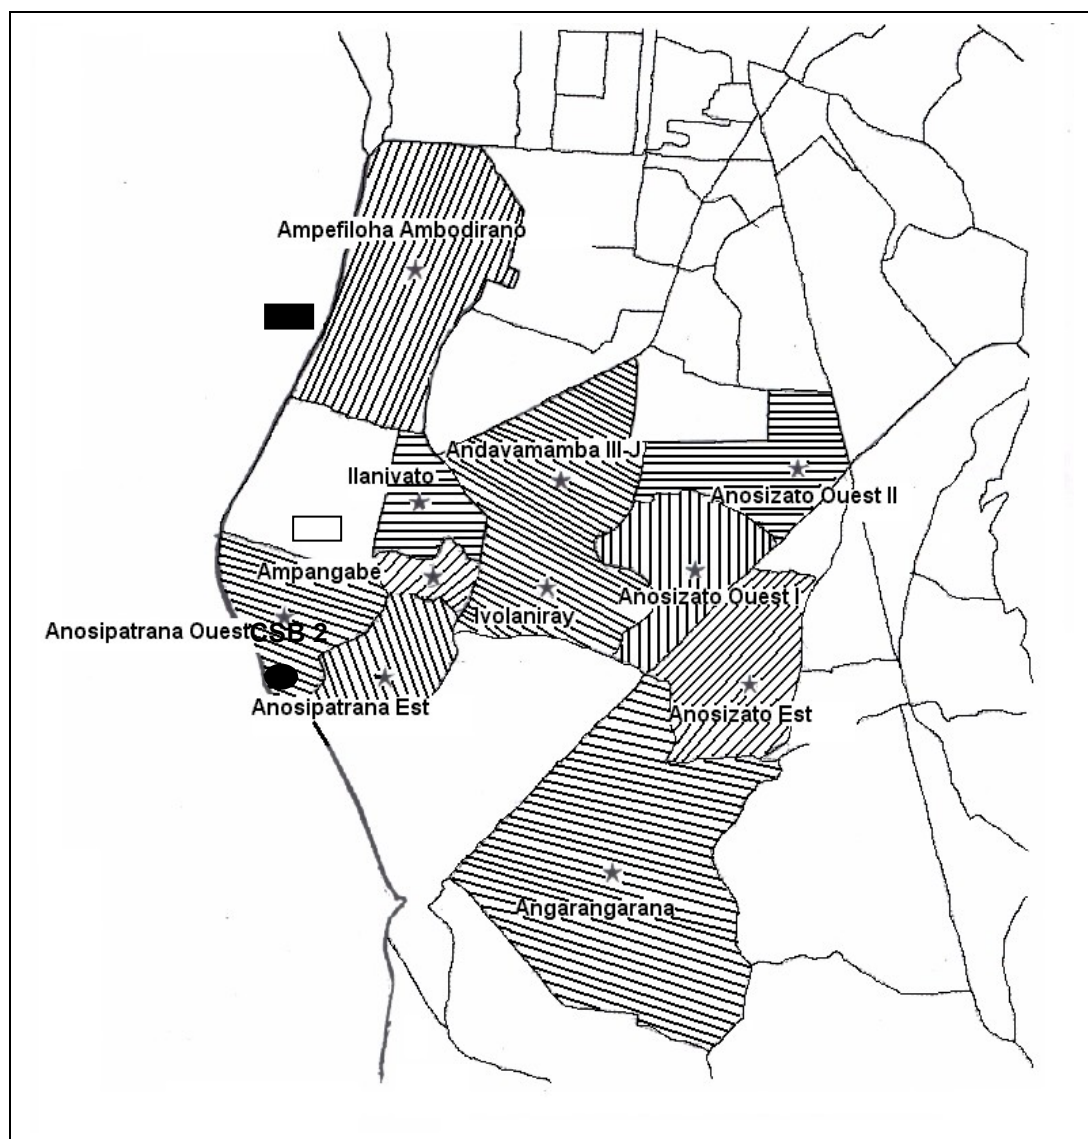 Ampefiloha Ambodirano
Andavamamba III J
Ilanivato
Anosizato Ouest II
Ampangabe
Anosizato Ouest I
Ivolaniray
Anosipatrana Ouest
CSB 2
Anosipatrana Est
Anosizato Est
Angarangarana